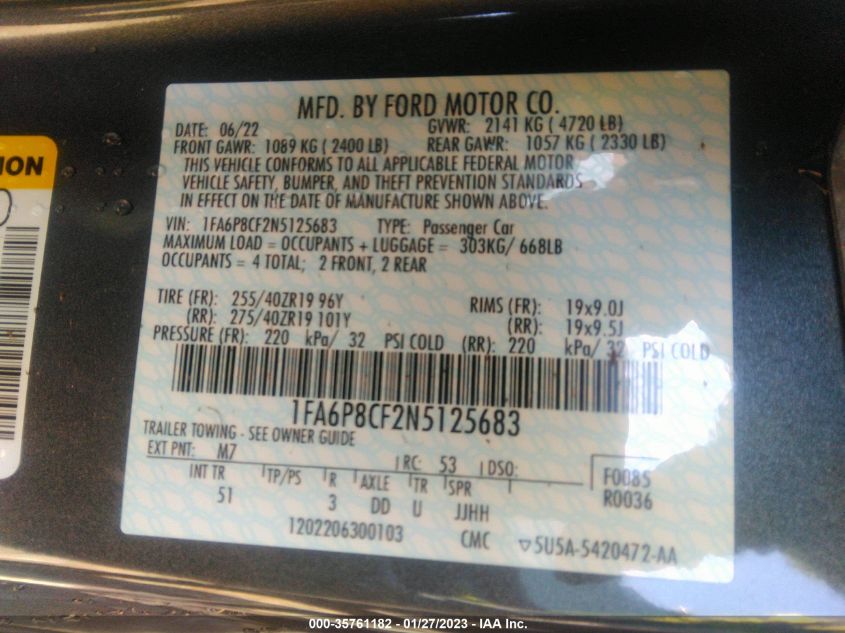 MFD. BY FORD MOTOR CO.
DATE: 06/22 GVWR: 2141 KG ( 4720 LB)
FRONT GAWR: 1089 KG ( 2400 LB) REAR GAWR: 1057 KG ( 2330 LB)
THIS VEHICLE CONFORMS TO ALL APPLICABLE FEDERAL MOTOR
VEHICLE SAFETY, BUMPER, AND THEFT PREVENTION STANDARDS
IN EFFECT ON THE DATE OF MANUFACTURE SHOWN ABOVE.
VIN: 1FA6P8CF2N5125683 TYPE: Passenger Car
MAXIMUM LOAD = OCCUPANTS + LUGGAGE = 303KG/ 668LB
OCCUPANTS = 4 TOTAL; 2 FRONT, 2 REAR
TIRE (FR): 255/40ZR19 96Y RIMS (FR): 19x9.0J
(RR): 275/40ZR19 101Y (RR): 19x9.5J
PRESSURE (FR): 220 kPa/ 32 PSI COLD (RR): 220 kPa/ 32 PSI COLD
1FA6P8CF2N5125683
TRAILER TOWING - SEE OWNER GUIDE
EXT PNT: M7 RC: 53 DSO: F0085
INT TR TP/PS R AXLE TR SPR R0036
51 3 DD U JJHH
1202206300103 CMC ▽5U5A-5420472-AA
000-35761182 - 01/27/2023 - IAA Inc.